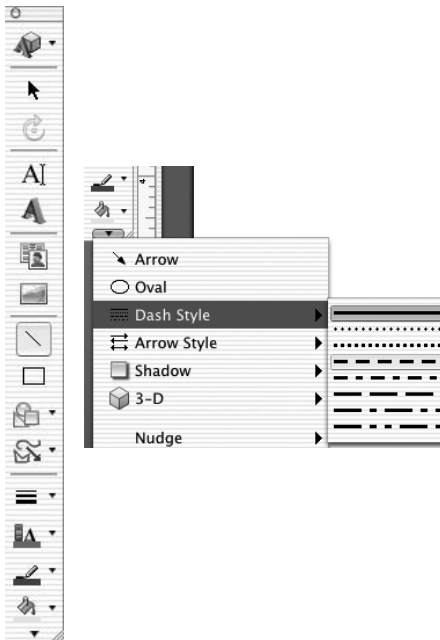 Arrow
Oval
Dash Style
Arrow Style
Shadow
3-D
Nudge